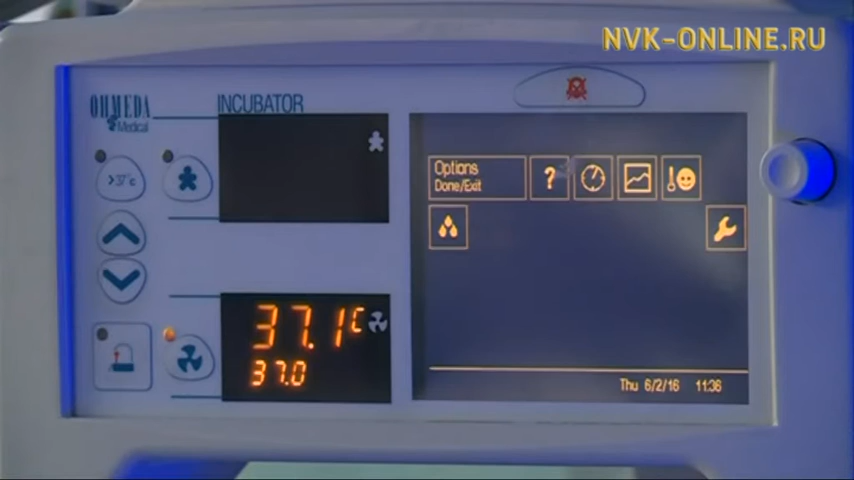 NVK-ONLINE.RU
OHMEDA
Medical
INCUBATOR
>37°c
Options
Done/Exit
?
37.1 C
37.0
Thu 6/2/16 11:36